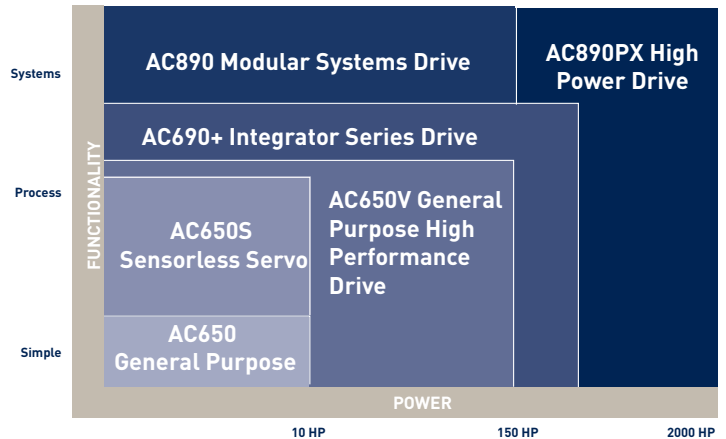 Systems
Process
Simple
FUNCTIONALITY
AC890 Modular Systems Drive
AC890PX High
Power Drive
AC690+ Integrator Series Drive
AC650V General
Purpose High
Performance
Drive
AC650S
Sensorless Servo
AC650
General Purpose
POWER
10 HP
150 HP
2000 HP